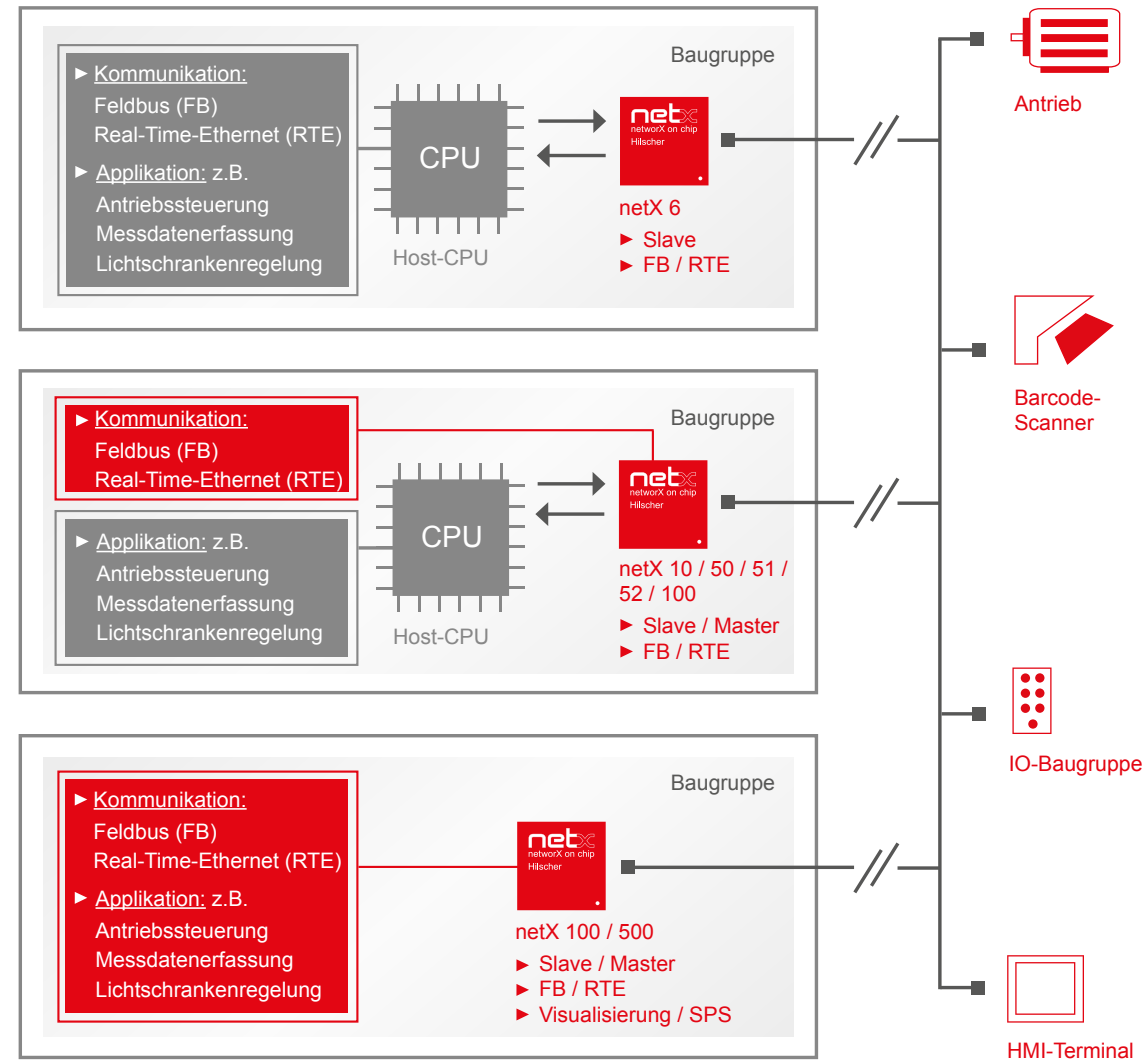 Baugruppe
► Kommunikation:
Feldbus (FB)
Real-Time-Ethernet (RTE)
► Applikation: z.B.
Antriebssteuerung
Messdatenerfassung
Lichtschrankenregelung
CPU
Host-CPU
netx
networX on chip
Hilscher
netX 6
► Slave
► FB / RTE
Baugruppe
► Kommunikation:
Feldbus (FB)
Real-Time-Ethernet (RTE)
► Applikation: z.B.
Antriebssteuerung
Messdatenerfassung
Lichtschrankenregelung
CPU
Host-CPU
netx
networX on chip
Hilscher
netX 10 / 50 / 51 /
52 / 100
► Slave / Master
► FB / RTE
Baugruppe
► Kommunikation:
Feldbus (FB)
Real-Time-Ethernet (RTE)
► Applikation: z.B.
Antriebssteuerung
Messdatenerfassung
Lichtschrankenregelung
netx
networX on chip
Hilscher
netX 100 / 500
► Slave / Master
► FB / RTE
► Visualisierung / SPS
Antrieb
Barcode-
Scanner
IO-Baugruppe
HMI-Terminal